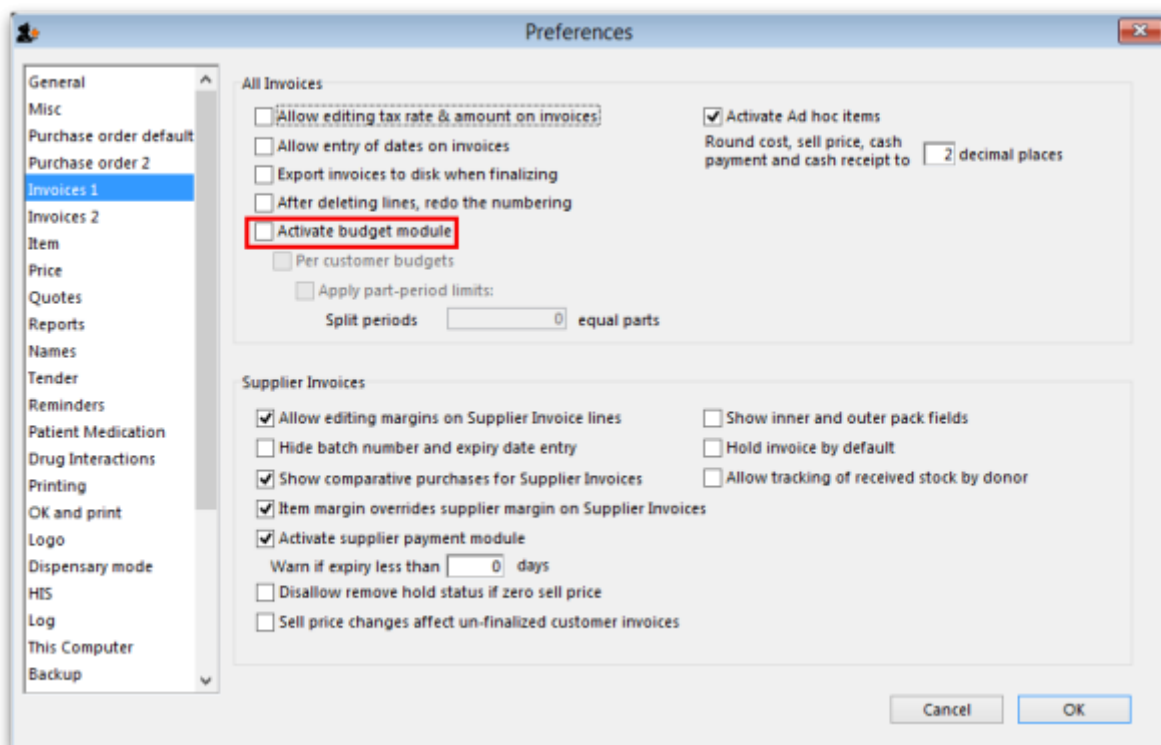 Preferences
General
Misc
Purchase order default
Purchase order 2
Invoices 1
Invoices 2
Item
Price
Quotes
Reports
Names
Tender
Reminders
Patient Medication
Drug Interactions
Printing
OK and print
Logo
Dispensary mode
HIS
Log
This Computer
Backup
All Invoices
Allow editing tax rate & amount on invoices
Allow entry of dates on invoices
Export invoices to disk when finalizing
After deleting lines, redo the numbering
Activate budget module
Per customer budgets
Apply part-period limits:
Split periods 0 equal parts
Activate Ad hoc items
Round cost, sell price, cash
payment and cash receipt to 2 decimal places
Supplier Invoices
Allow editing margins on Supplier Invoice lines
Hide batch number and expiry date entry
Show comparative purchases for Supplier Invoices
Item margin overrides supplier margin on Supplier Invoices
Activate supplier payment module
Warn if expiry less than 0 days
Disallow remove hold status if zero sell price
Sell price changes affect un-finalized customer invoices
Show inner and outer pack fields
Hold invoice by default
Allow tracking of received stock by donor
Cancel
OK